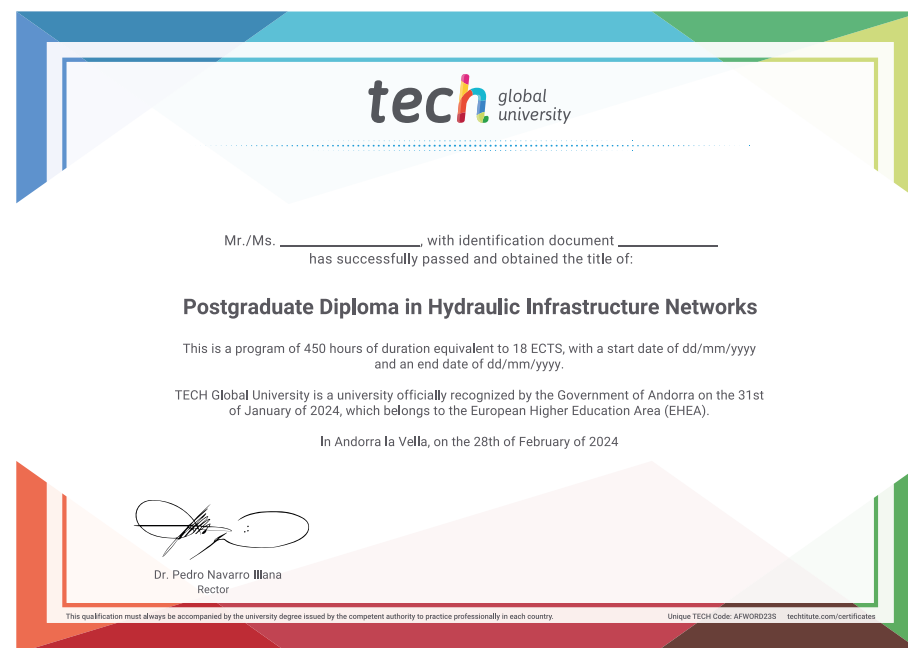 tech global
university
Mr./Ms. ____________, with identification document ____________
has successfully passed and obtained the title of:
Postgraduate Diploma in Hydraulic Infrastructure Networks
This is a program of 450 hours of duration equivalent to 18 ECTS, with a start date of dd/mm/yyyy
and an end date of dd/mm/yyyy.
TECH Global University is a university officially recognized by the Government of Andorra on the 31st
of January of 2024, which belongs to the European Higher Education Area (EHEA).
In Andorra la Vella, on the 28th of February of 2024
Dr. Pedro Navarro Illana
Rector
This qualification must always be accompanied by the university degree issued by the competent authority to practice professionally in each country. Unique TECH Code: AFWORD23S techtitute.com/certificates